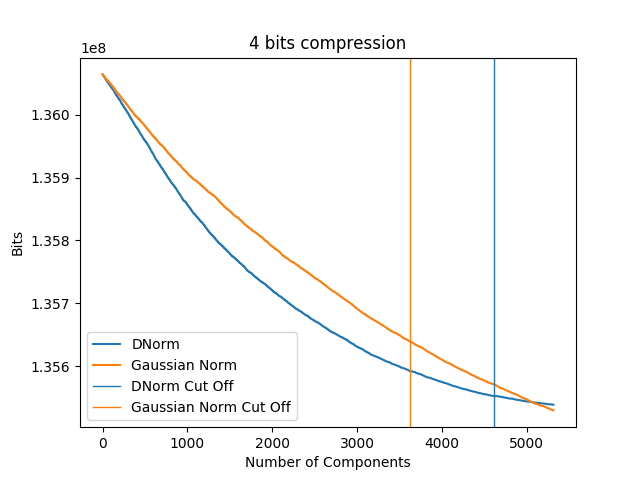 4 bits compression
1e8
1.360
1.359
1.358
1.357
1.356
Bits
DNorm
Gaussian Norm
DNorm Cut Off
Gaussian Norm Cut Off
0 1000 2000 3000 4000 5000
Number of Components